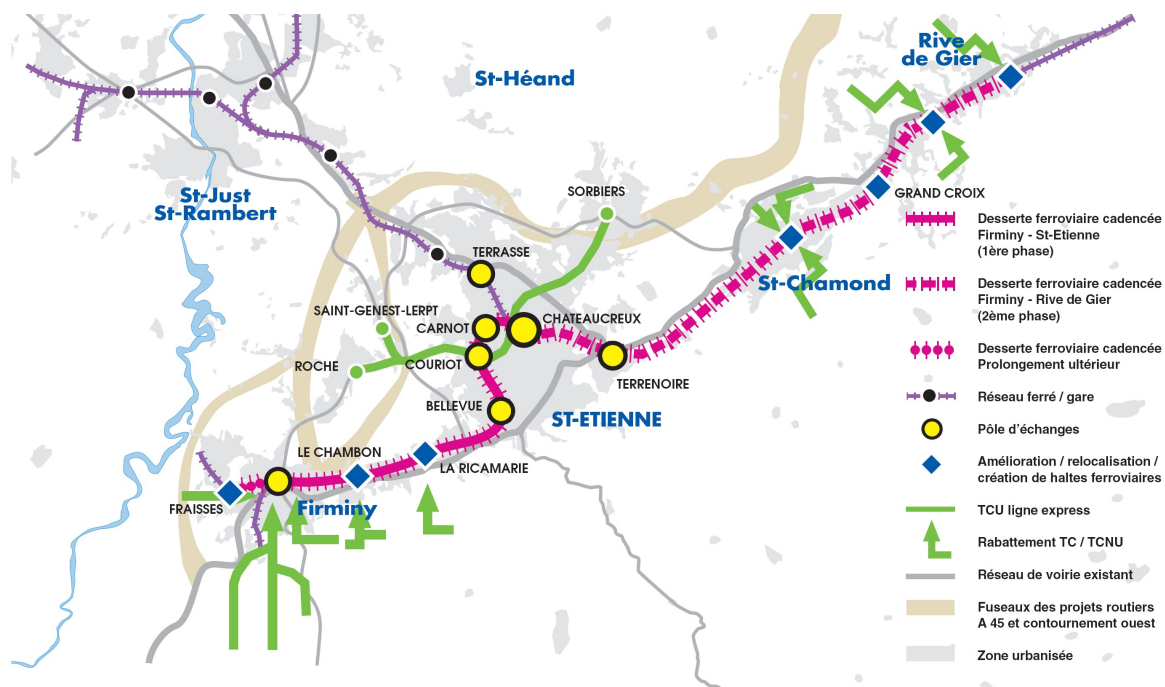 Rive
de Gier
St-Héand
St-Just
St-Rambert
SORBIERS
GRAND CROIX
TERRASSE
St-Chamond
SAINT-GENEST-LERPT
CARNOT
CHATEAUCREUX
ROCHE
COURIOT
TERRENOIRE
BELLEVUE
ST-ETIENNE
LE CHAMBON
LA RICAMARIE
FRAISSES
Firminy
Desserte ferroviaire cadencée
Firminy - St-Etienne
(1ère phase)
Desserte ferroviaire cadencée
Firminy - Rive de Gier
(2ème phase)
Desserte ferroviaire cadencée
Prolongement ultérieur
Réseau ferré / gare
Pôle d'échanges
Amélioration / relocalisation /
création de haltes ferroviaires
TCU ligne express
Rabattement TC / TCNU
Réseau de voirie existant
Fuseaux des projets routiers
A 45 et contournement ouest
Zone urbanisée